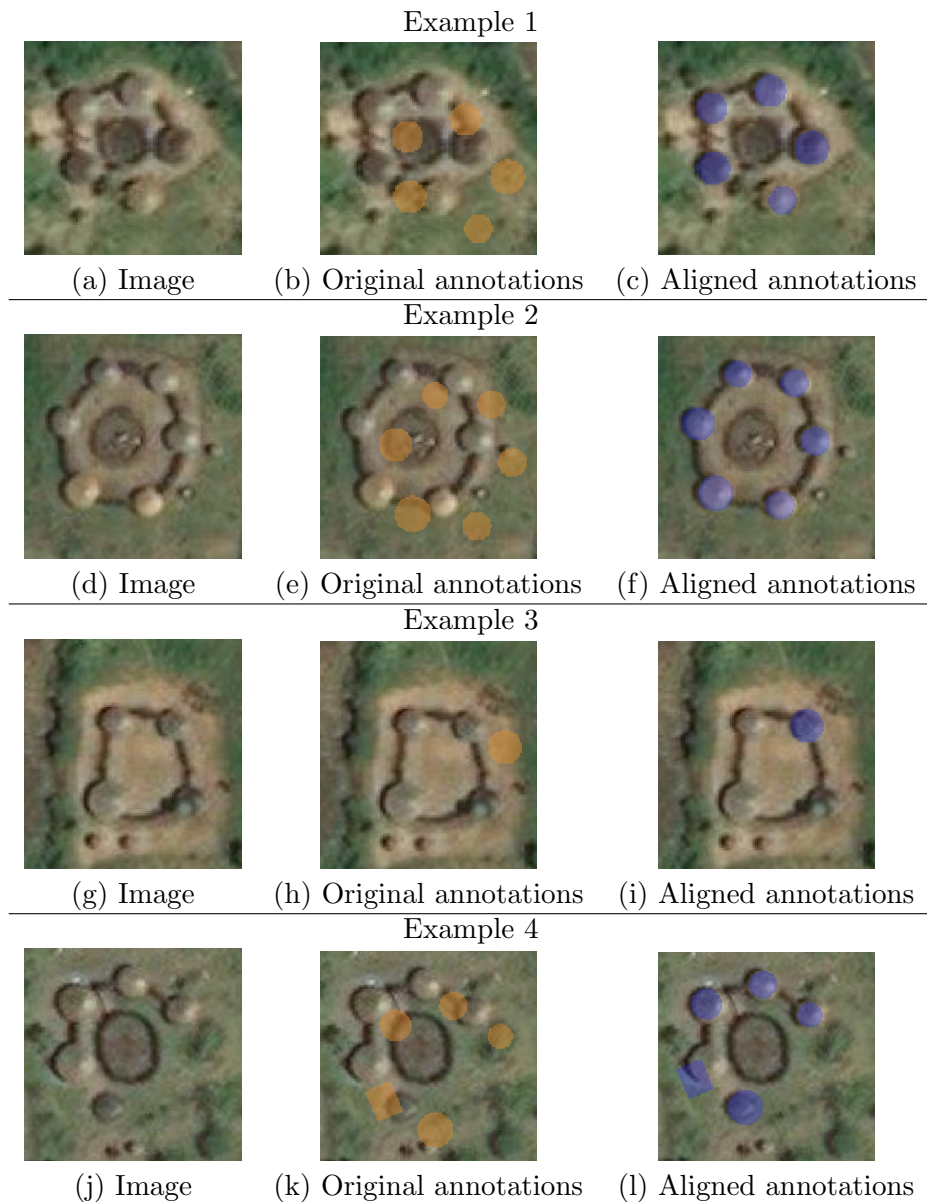 Example 1
(a) Image (b) Original annotations (c) Aligned annotations
Example 2
(d) Image (e) Original annotations (f) Aligned annotations
Example 3
(g) Image (h) Original annotations (i) Aligned annotations
Example 4
(j) Image (k) Original annotations (l) Aligned annotations